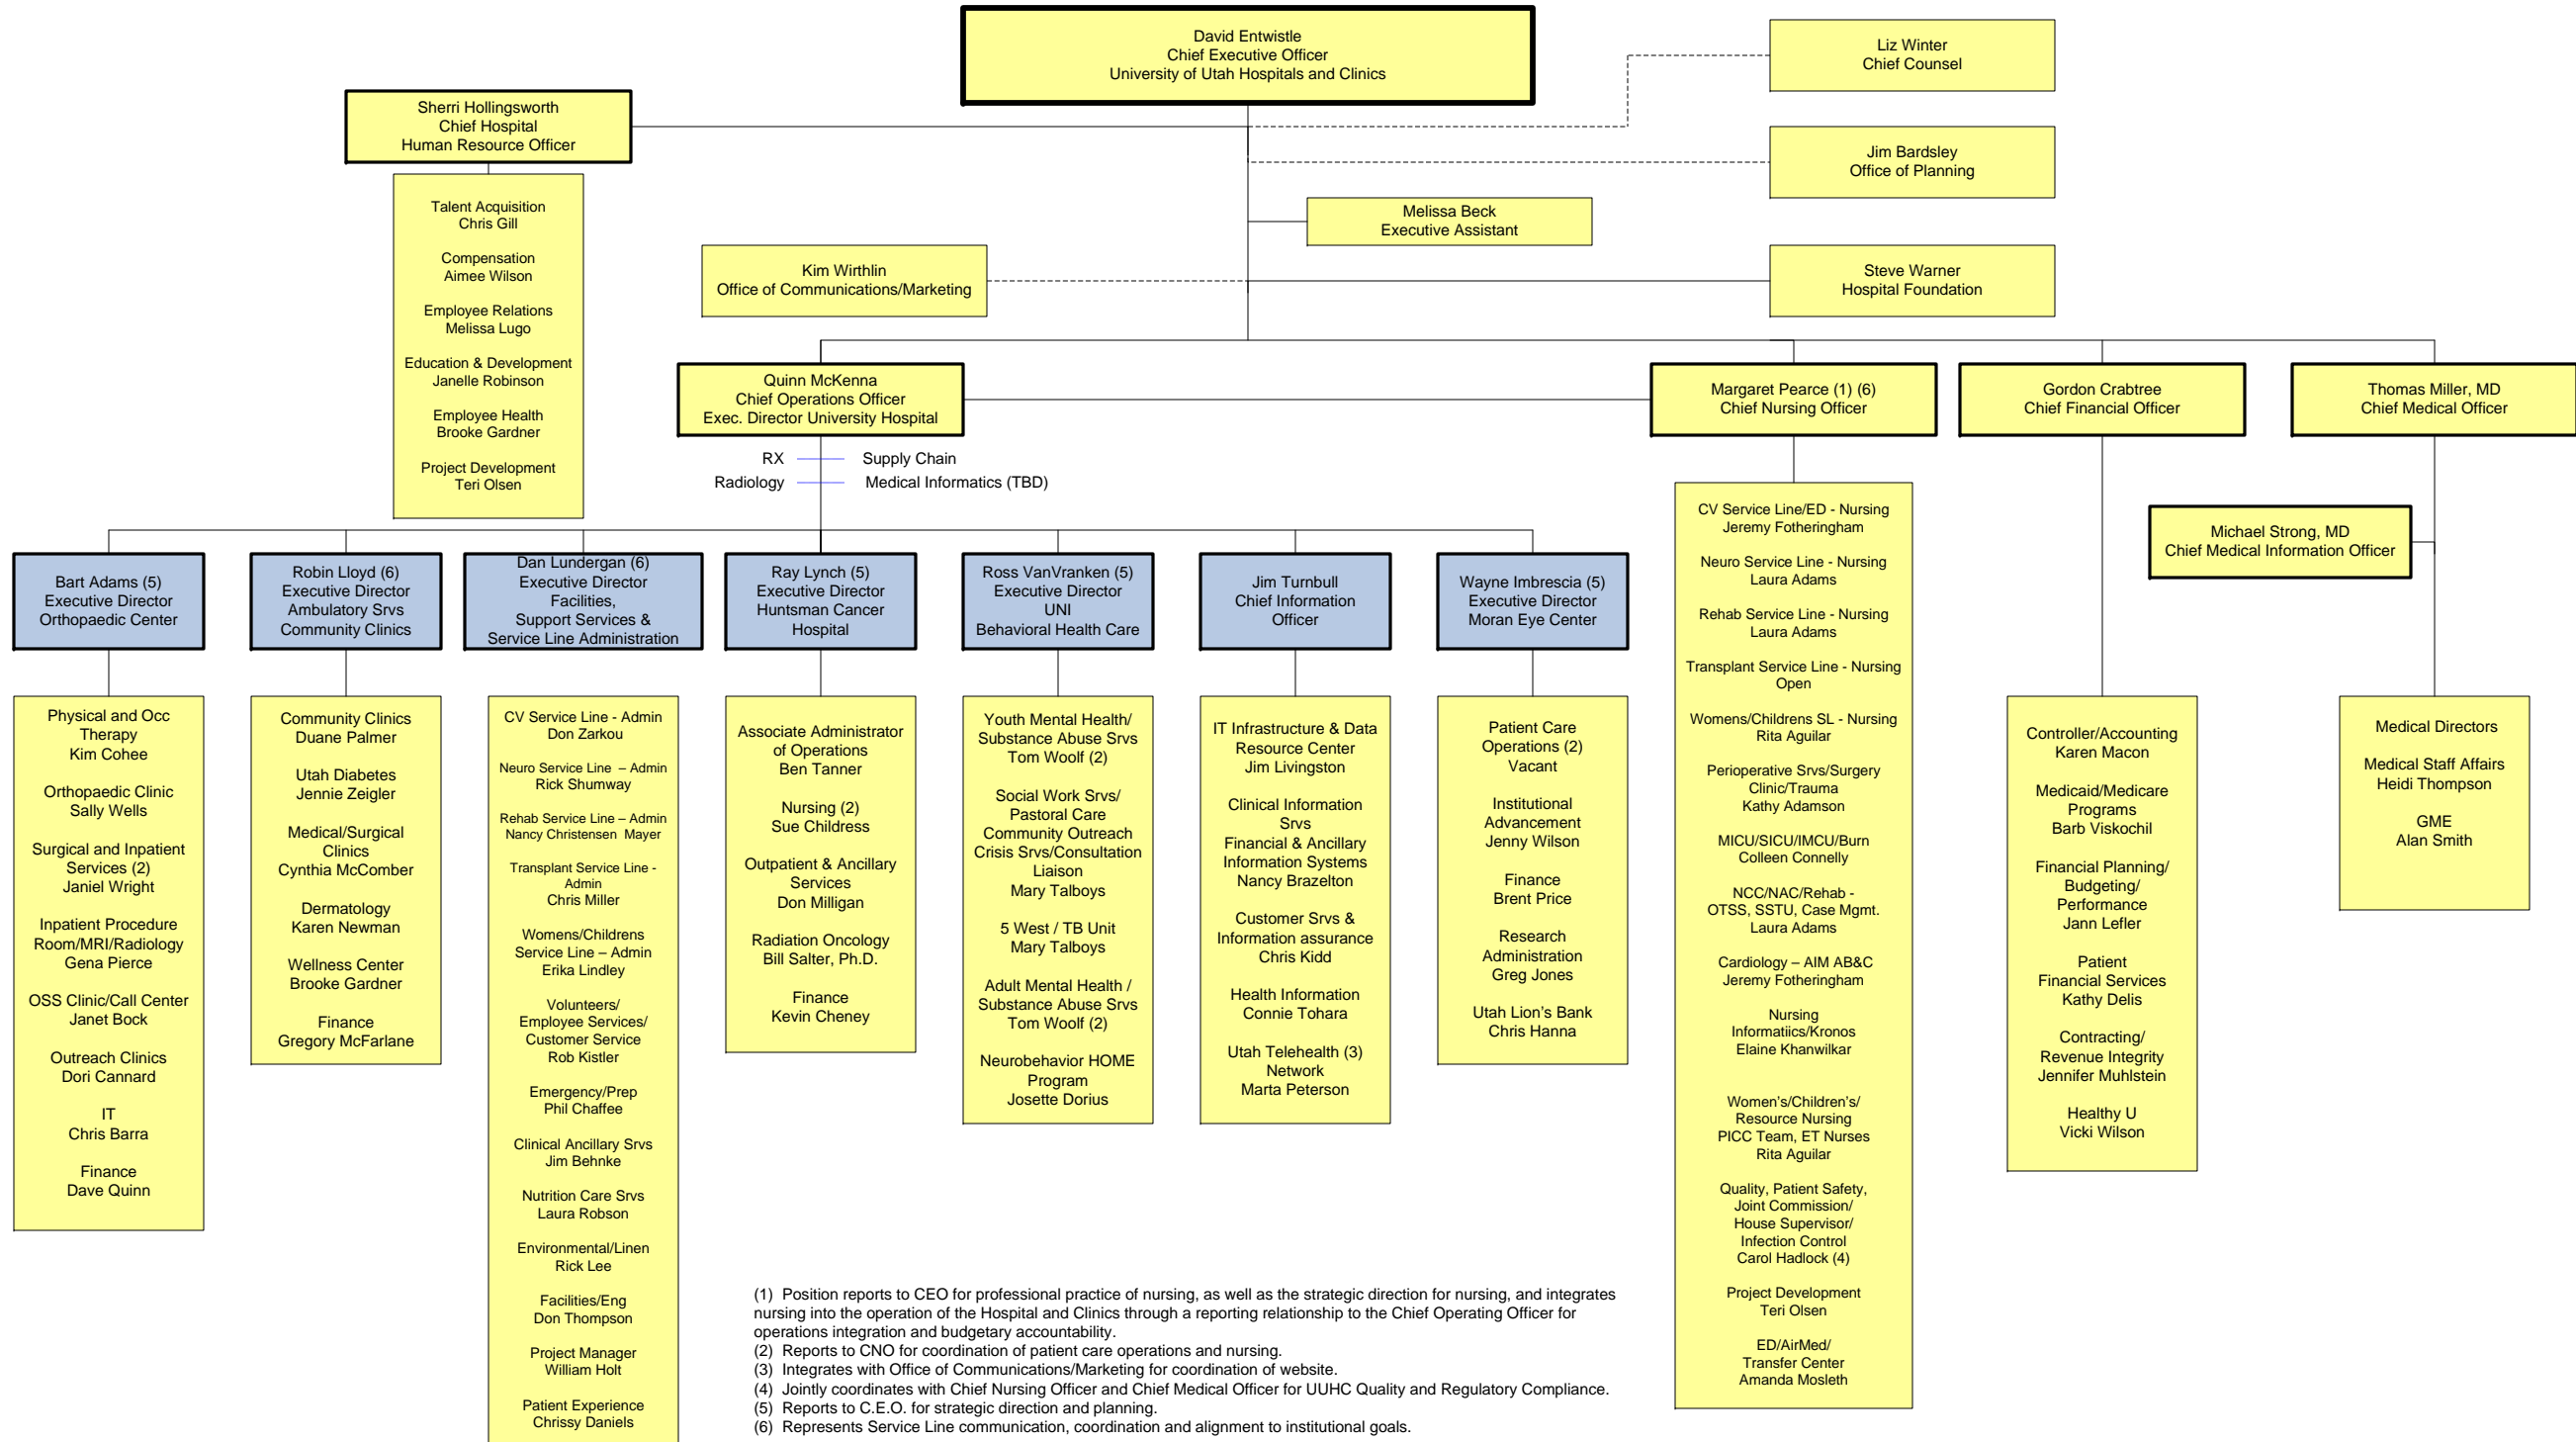 David Entwistle
Chief Executive Officer
University of Utah Hospitals and Clinics
Liz Winter
Chief Counsel
Sherri Hollingsworth
Chief Hospital
Human Resource Officer
Jim Bardsley
Office of Planning
Melissa Beck
Executive Assistant
Kim Wirthlin
Office of Communications/Marketing
Steve Warner
Hospital Foundation
Talent Acquisition
Chris Gill
Compensation
Aimee Wilson
Employee Relations
Melissa Lugo
Education & Development
Janelle Robinson
Employee Health
Brooke Gardner
Project Development
Teri Olsen
Quinn McKenna
Chief Operations Officer
Exec. Director University Hospital
Margaret Pearce (1) (6)
Chief Nursing Officer
Gordon Crabtree
Chief Financial Officer
Thomas Miller, MD
Chief Medical Officer
RX
Supply Chain
Radiology
Medical Informatics (TBD)
Michael Strong, MD
Chief Medical Information Officer
Bart Adams (5)
Executive Director
Orthopaedic Center
Robin Lloyd (6)
Executive Director
Ambulatory Srvs
Community Clinics
Dan Lundergan (6)
Executive Director
Facilities,
Support Services &
Service Line Administration
Ray Lynch (5)
Executive Director
Huntsman Cancer
Hospital
Ross VanVranken (5)
Executive Director
UNI
Behavioral Health Care
Jim Turnbull
Chief Information
Officer
Wayne Imbrescia (5)
Executive Director
Moran Eye Center
Physical and Occ
Therapy
Kim Cohee
Orthopaedic Clinic
Sally Wells
Surgical and Inpatient
Services (2)
Janiel Wright
Inpatient Procedure
Room/MRI/Radiology
Gena Pierce
OSS Clinic/Call Center
Janet Bock
Outreach Clinics
Dori Cannard
IT
Chris Barra
Finance
Dave Quinn
Community Clinics
Duane Palmer
Utah Diabetes
Jennie Zeigler
Medical/Surgical
Clinics
Cynthia McComber
Dermatology
Karen Newman
Wellness Center
Brooke Gardner
Finance
Gregory McFarlane
CV Service Line - Admin
Don Zarkou
Neuro Service Line – Admin
Rick Shumway
Rehab Service Line – Admin
Nancy Christensen Mayer
Transplant Service Line -
Admin
Chris Miller
Womens/Childrens
Service Line – Admin
Erika Lindley
Volunteers/
Employee Services/
Customer Service
Rob Kistler
Emergency/Prep
Phil Chaffee
Clinical Ancillary Srvs
Jim Behnke
Nutrition Care Srvs
Laura Robson
Environmental/Linen
Rick Lee
Facilities/Eng
Don Thompson
Project Manager
William Holt
Patient Experience
Chrissy Daniels
Associate Administrator
of Operations
Ben Tanner
Nursing (2)
Sue Childress
Outpatient & Ancillary
Services
Don Milligan
Radiation Oncology
Bill Salter, Ph.D.
Finance
Kevin Cheney
Youth Mental Health/
Substance Abuse Srvs
Tom Woolf (2)
Social Work Srvs/
Pastoral Care
Community Outreach
Crisis Srvs/Consultation
Liaison
Mary Talboys
5 West / TB Unit
Mary Talboys
Adult Mental Health /
Substance Abuse Srvs
Tom Woolf (2)
Neurobehavior HOME
Program
Josette Dorius
IT Infrastructure & Data
Resource Center
Jim Livingston
Clinical Information
Srvs
Financial & Ancillary
Information Systems
Nancy Brazelton
Customer Srvs &
Information assurance
Chris Kidd
Health Information
Connie Tohara
Utah Telehealth (3)
Network
Marta Peterson
Patient Care
Operations (2)
Vacant
Institutional
Advancement
Jenny Wilson
Finance
Brent Price
Research
Administration
Greg Jones
Utah Lion's Bank
Chris Hanna
CV Service Line/ED - Nursing
Jeremy Fotheringham
Neuro Service Line - Nursing
Laura Adams
Rehab Service Line - Nursing
Laura Adams
Transplant Service Line - Nursing
Open
Womens/Childrens SL - Nursing
Rita Aguilar
Perioperative Srvs/Surgery
Clinic/Trauma
Kathy Adamson
MICU/SICU/IMCU/Burn
Colleen Connelly
NCC/NAC/Rehab -
OTSS, SSTU, Case Mgmt.
Laura Adams
Cardiology – AIM AB&C
Jeremy Fotheringham
Nursing
Informatiics/Kronos
Elaine Khanwilkar
Women's/Children's/
Resource Nursing
PICC Team, ET Nurses
Rita Aguilar
Quality, Patient Safety,
Joint Commission/
House Supervisor/
Infection Control
Carol Hadlock (4)
Project Development
Teri Olsen
ED/AirMed/
Transfer Center
Amanda Mosleth
Controller/Accounting
Karen Macon
Medicaid/Medicare
Programs
Barb Viskochil
Financial Planning/
Budgeting/
Performance
Jann Lefler
Patient
Financial Services
Kathy Delis
Contracting/
Revenue Integrity
Jennifer Muhlstein
Healthy U
Vicki Wilson
Medical Directors
Medical Staff Affairs
Heidi Thompson
GME
Alan Smith
(1) Position reports to CEO for professional practice of nursing, as well as the strategic direction for nursing, and integrates
nursing into the operation of the Hospital and Clinics through a reporting relationship to the Chief Operating Officer for
operations integration and budgetary accountability.
(2) Reports to CNO for coordination of patient care operations and nursing.
(3) Integrates with Office of Communications/Marketing for coordination of website.
(4) Jointly coordinates with Chief Nursing Officer and Chief Medical Officer for UUHC Quality and Regulatory Compliance.
(5) Reports to C.E.O. for strategic direction and planning.
(6) Represents Service Line communication, coordination and alignment to institutional goals.